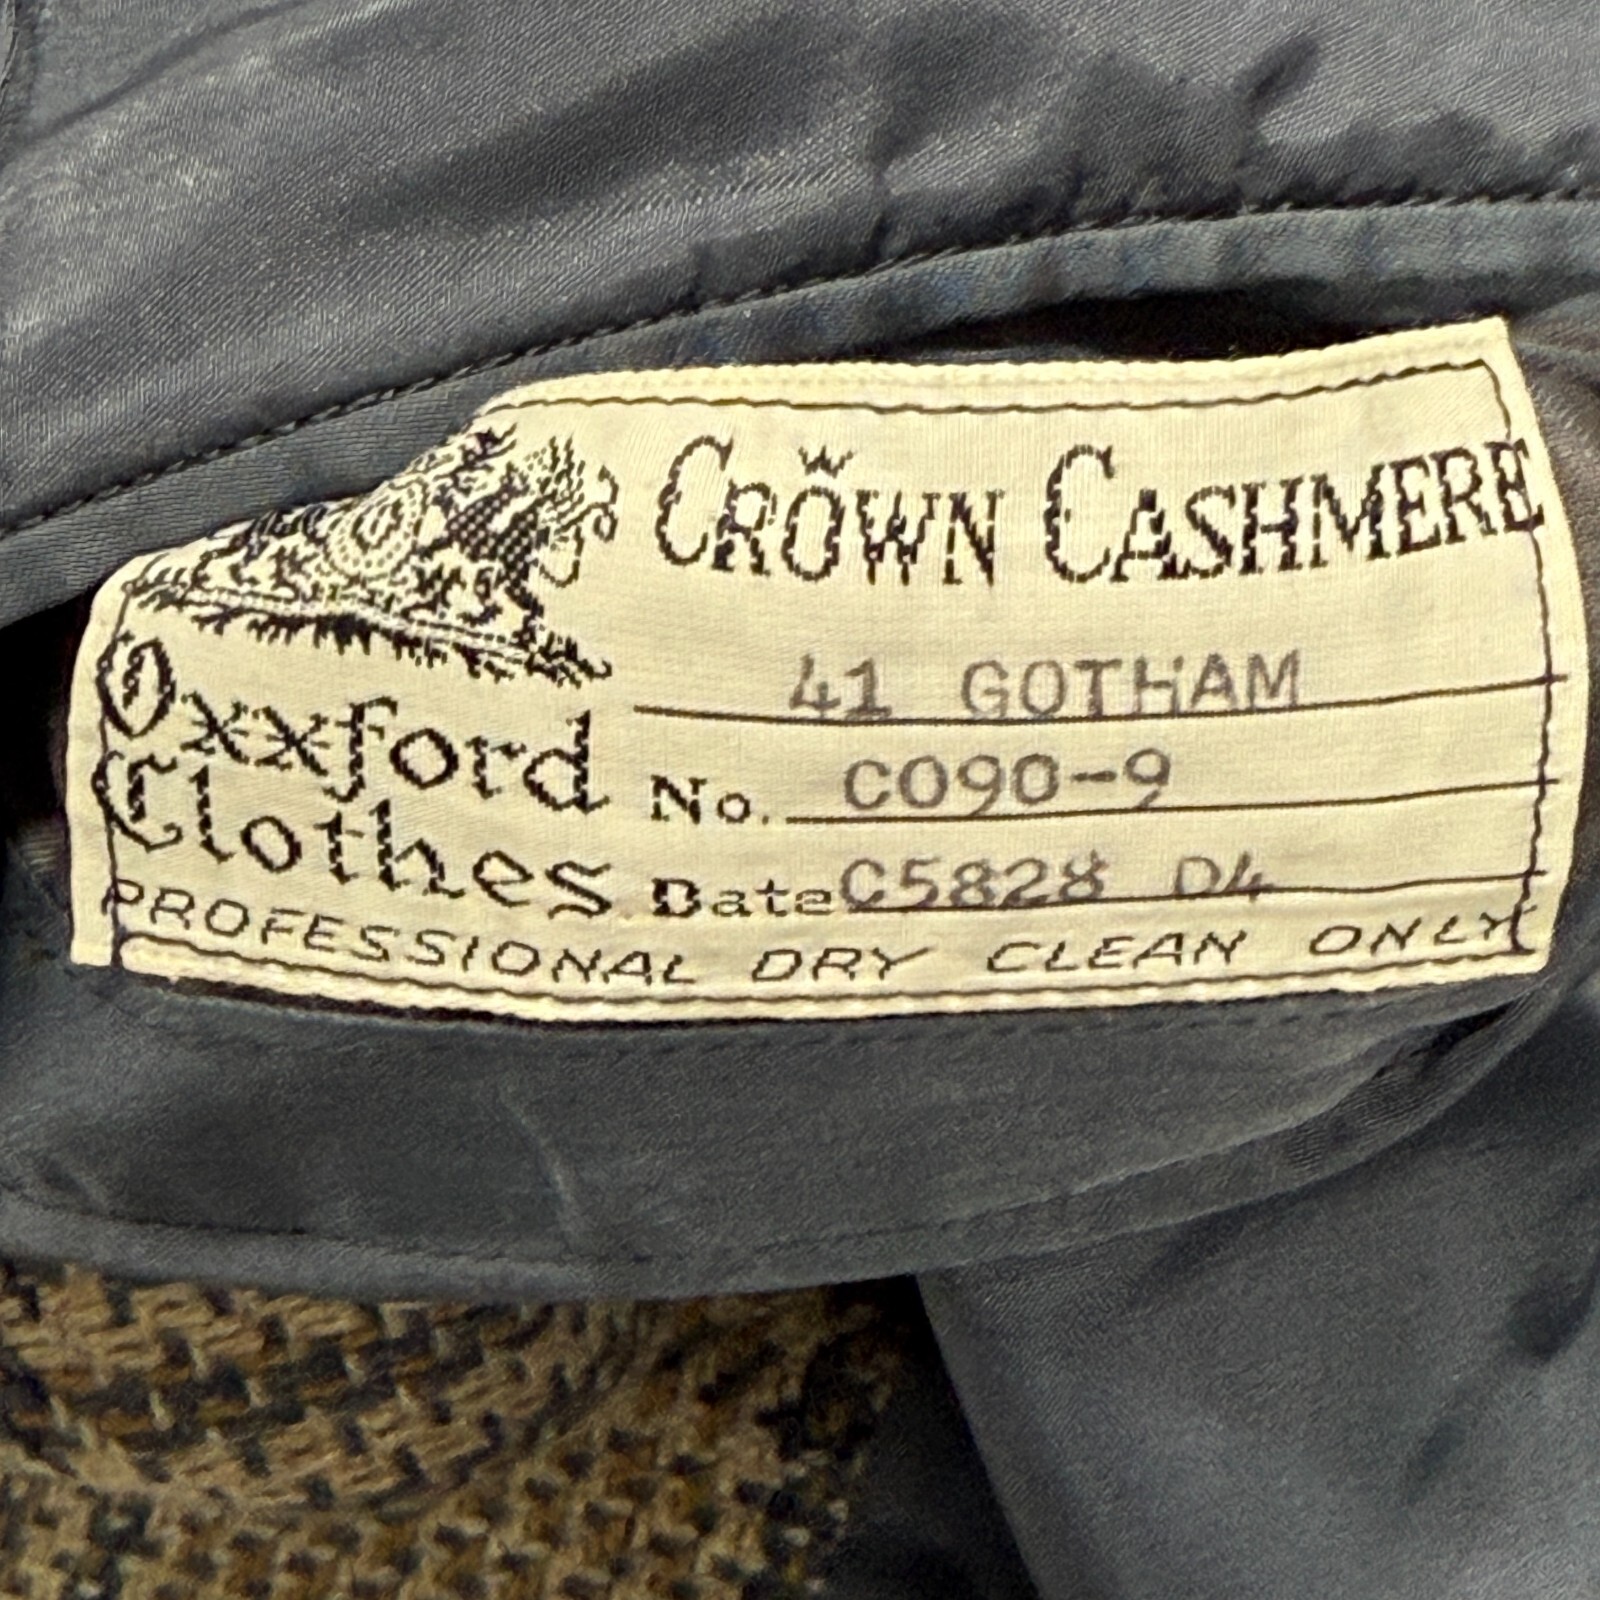 Crown Cashmere
41 GOTHAM
Oxxford
Clothes
No. C090-9
Date C5828 D4
PROFESSIONAL DRY CLEAN ONLY